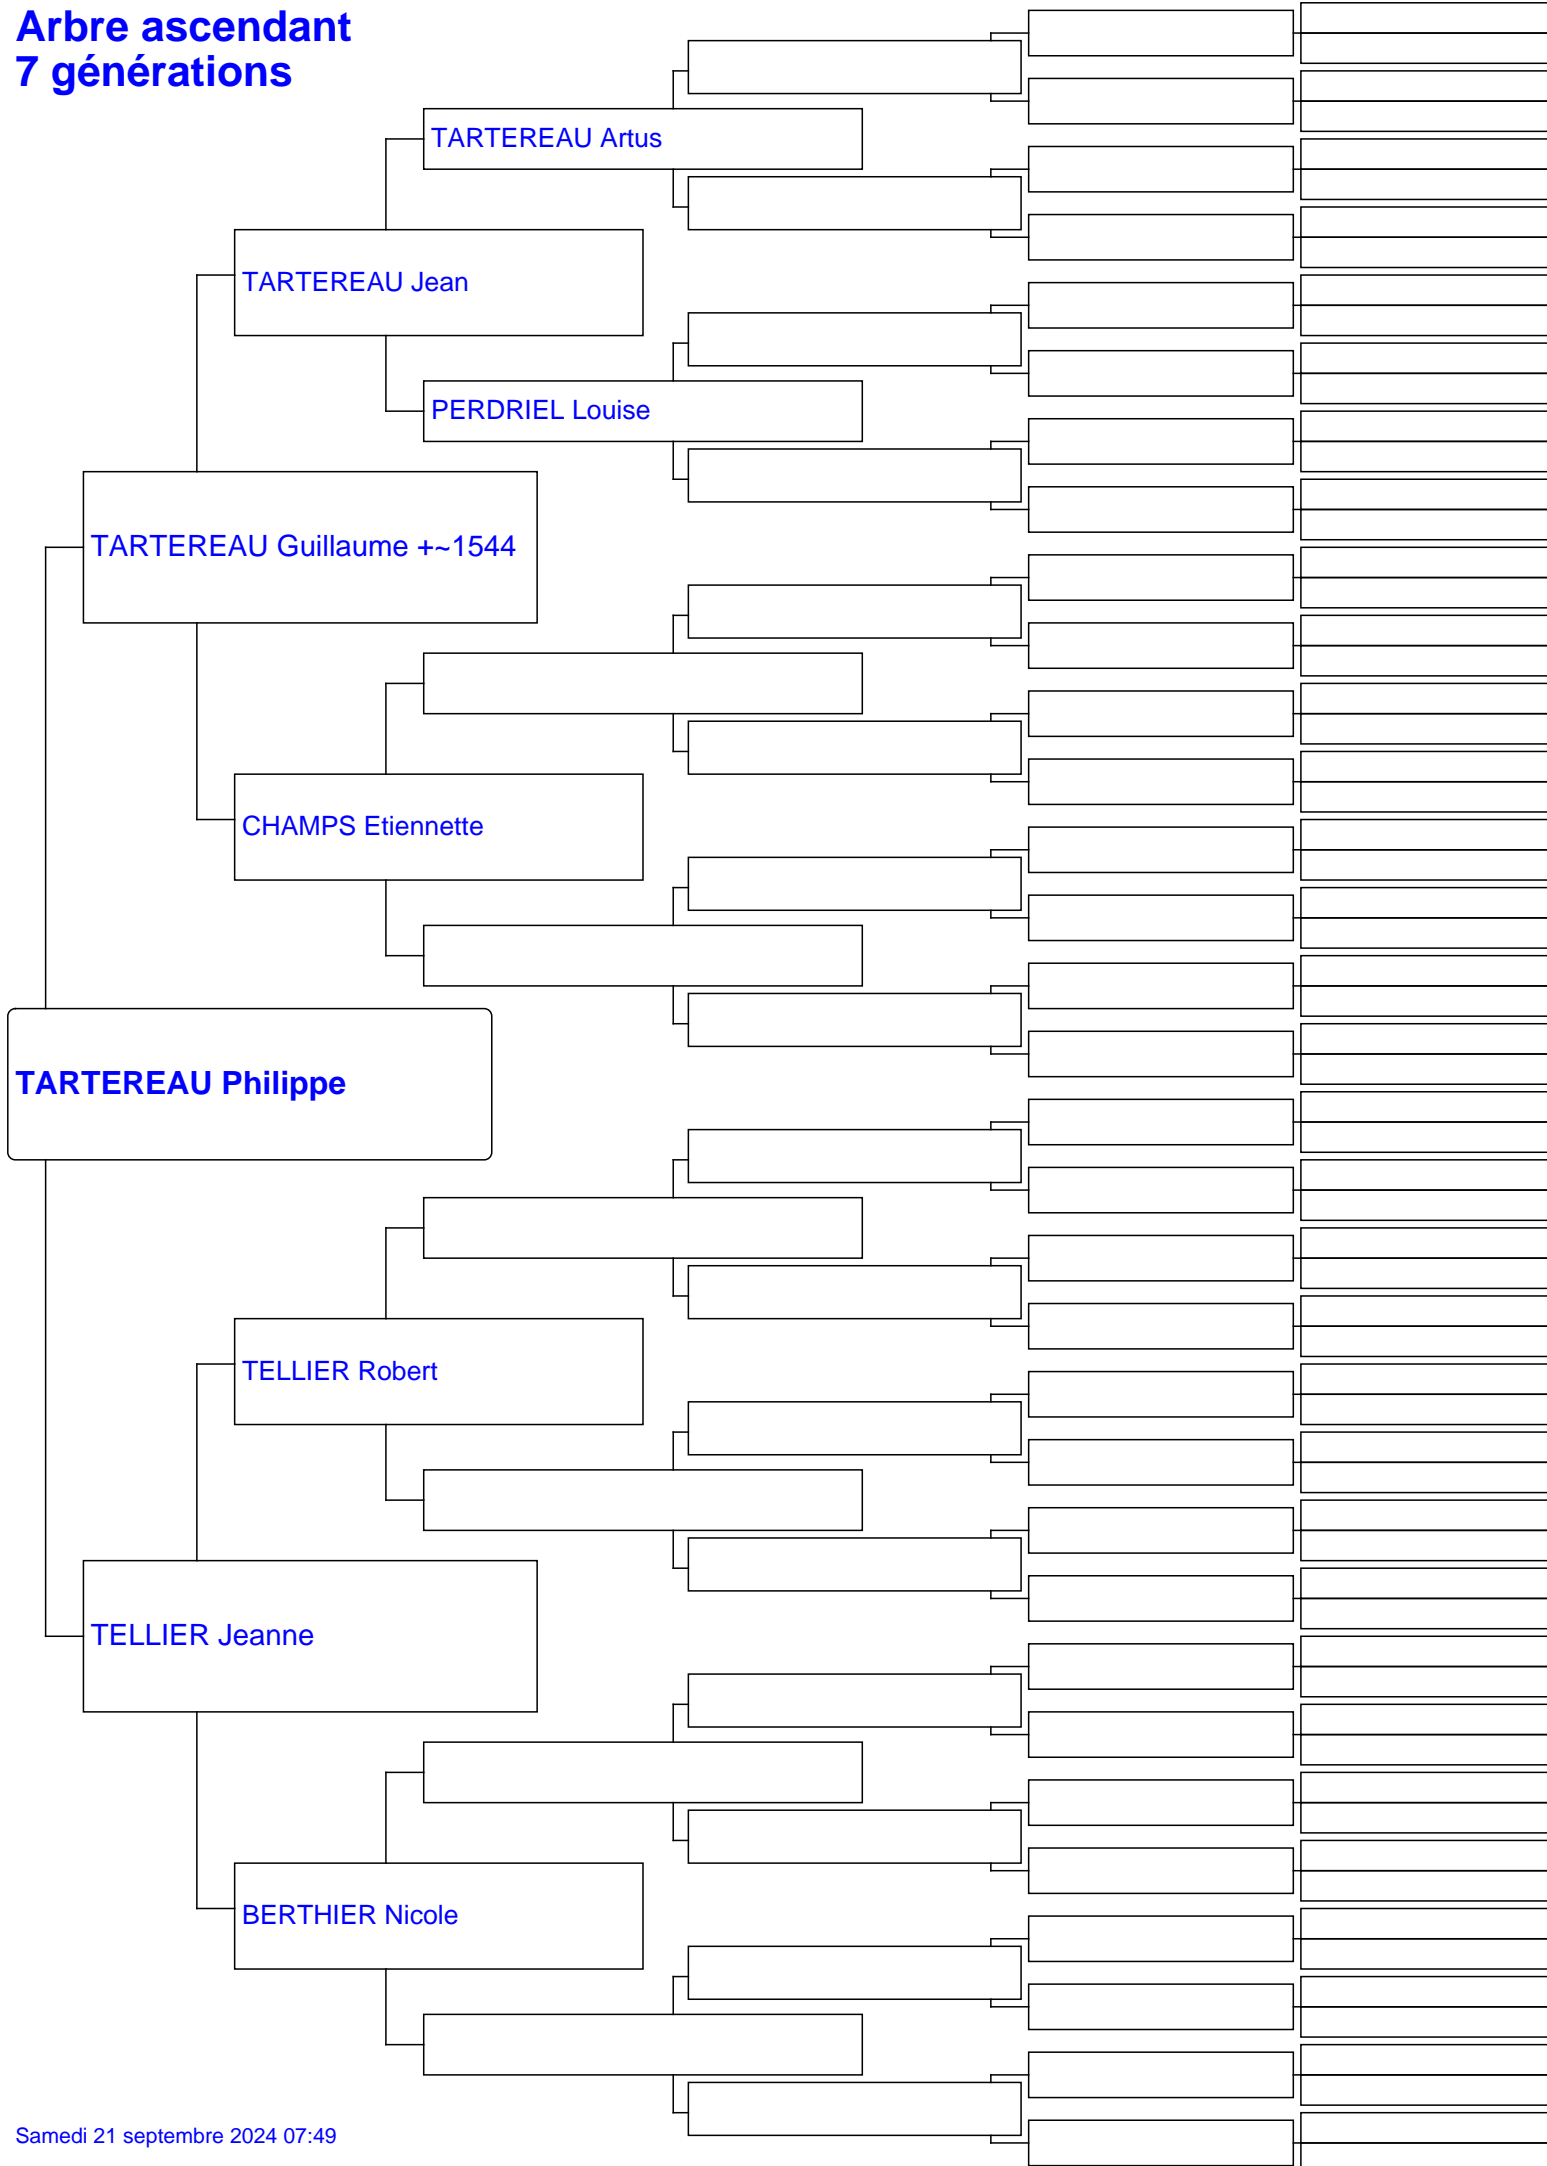 Arbre ascendant
7 générations
TARTEREAU Artus
TARTEREAU Jean
PERDRIEL Louise
TARTEREAU Guillaume +~1544
CHAMPS Etiennette
TARTEREAU Philippe
TELLIER Robert
TELLIER Jeanne
BERTHIER Nicole
Samedi 21 septembre 2024 07:49